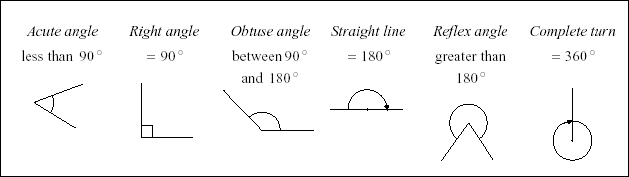 Acute angle Right angle Obtuse angle Straight line Reflex angle Complete turn
less than 90° = 90° between 90° = 180° greater than = 360°
and 180° 180°